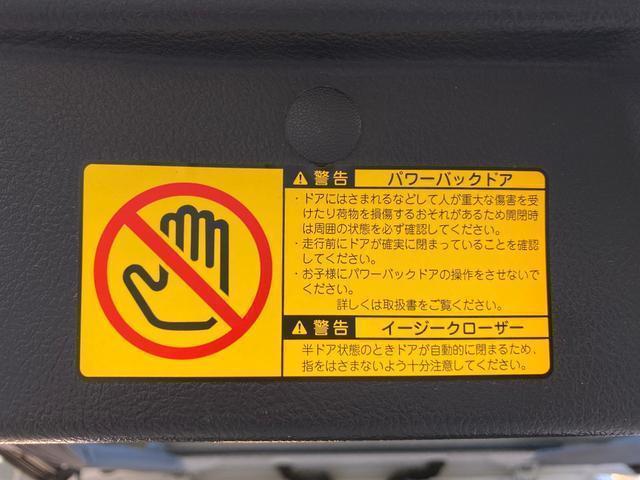 警告 パワーバックドア
・ドアにはさまれるなどして人が重大な傷害を受
けたり荷物を損傷するおそれがあるため開閉時
は周囲の状態を必ず確認してください。
・走行前にドアが確実に閉まっていることを確認
してください。
・お子様にパワーバックドアの操作をさせないで
ください。
詳しくは取扱書をご覧ください。
警告 イージークローザー
半ドア状態のときドアが自動的に閉まるため、
指をはさまないよう十分注意してください。